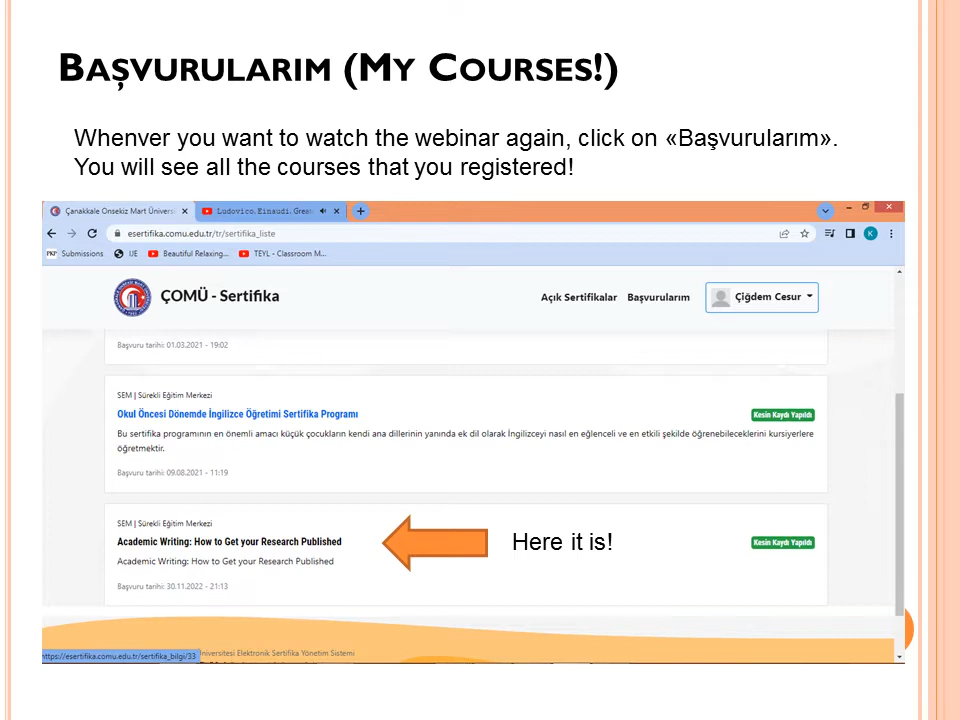 BAŞVURULARIM (MY COURSES!)
Whenver you want to watch the webinar again, click on «Başvurularım».
You will see all the courses that you registered!
Çanakkale Onsekiz Mart Univers
Ludovico.Einaudi.Grea
esertifika.comu.edu.tr/tr/sertifika_liste
K
Submissions
IJE
Beautiful Relaxing...
TEYL - Classroom M...
ÇOMÜ - Sertifika
Açık Sertifikalar
Başvurularım
Çiğdem Cesur
Başvuru tarihi: 01.03.2021 - 19:02
SEM | Sürekli Eğitim Merkezi
Okul Öncesi Dönemde İngilizce Öğretimi Sertifika Programı
Kesin Kaydı Yapıldı
Bu sertifika programının en önemli amacı küçük çocukların kendi ana dillerinin yanında ek dil olarak İngilizceyi nasıl en eğlenceli ve en etkili şekilde öğrenebileceklerini kursiyerlere
öğretmektir.
Başvuru tarihi: 09.08.2021 - 11:19
SEM | Sürekli Eğitim Merkezi
Academic Writing: How to Get your Research Published
Here it is!
Kesin Kaydı Yapıldı
Academic Writing: How to Get your Research Published
Başvuru tarihi: 30.11.2022 - 21:13
https://esertifika.comu.edu.tr/sertifika_bilgi/33
Üniversitesi Elektronik Sertifika Yönetim Sistemi